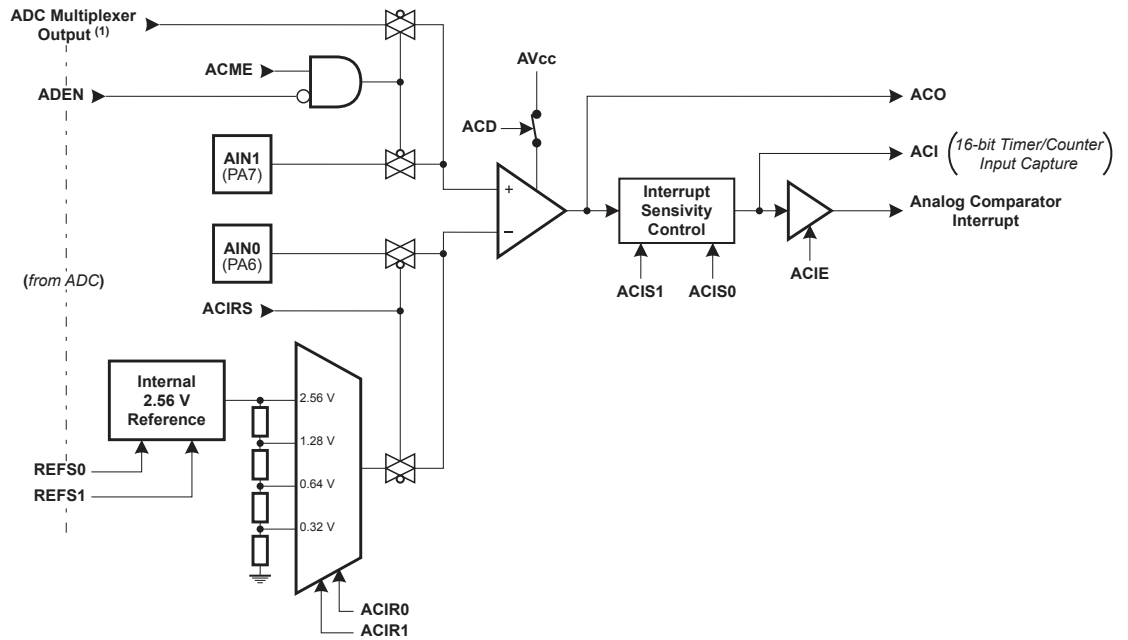 ADC Multiplexer
Output (1)
ACME
ADEN
AVcc
ACD
ACO
ACI (16-bit Timer/Counter
Input Capture)
AIN1
(PA7)
+
Interrupt
Sensivity
Control
Analog Comparator
Interrupt
–
AIN0
(PA6)
(from ADC)
ACIS1
ACIS0
ACIE
ACIRS
Internal
2.56 V
Reference
2.56 V
1.28 V
0.64 V
0.32 V
REFS0
REFS1
ACIR0
ACIR1